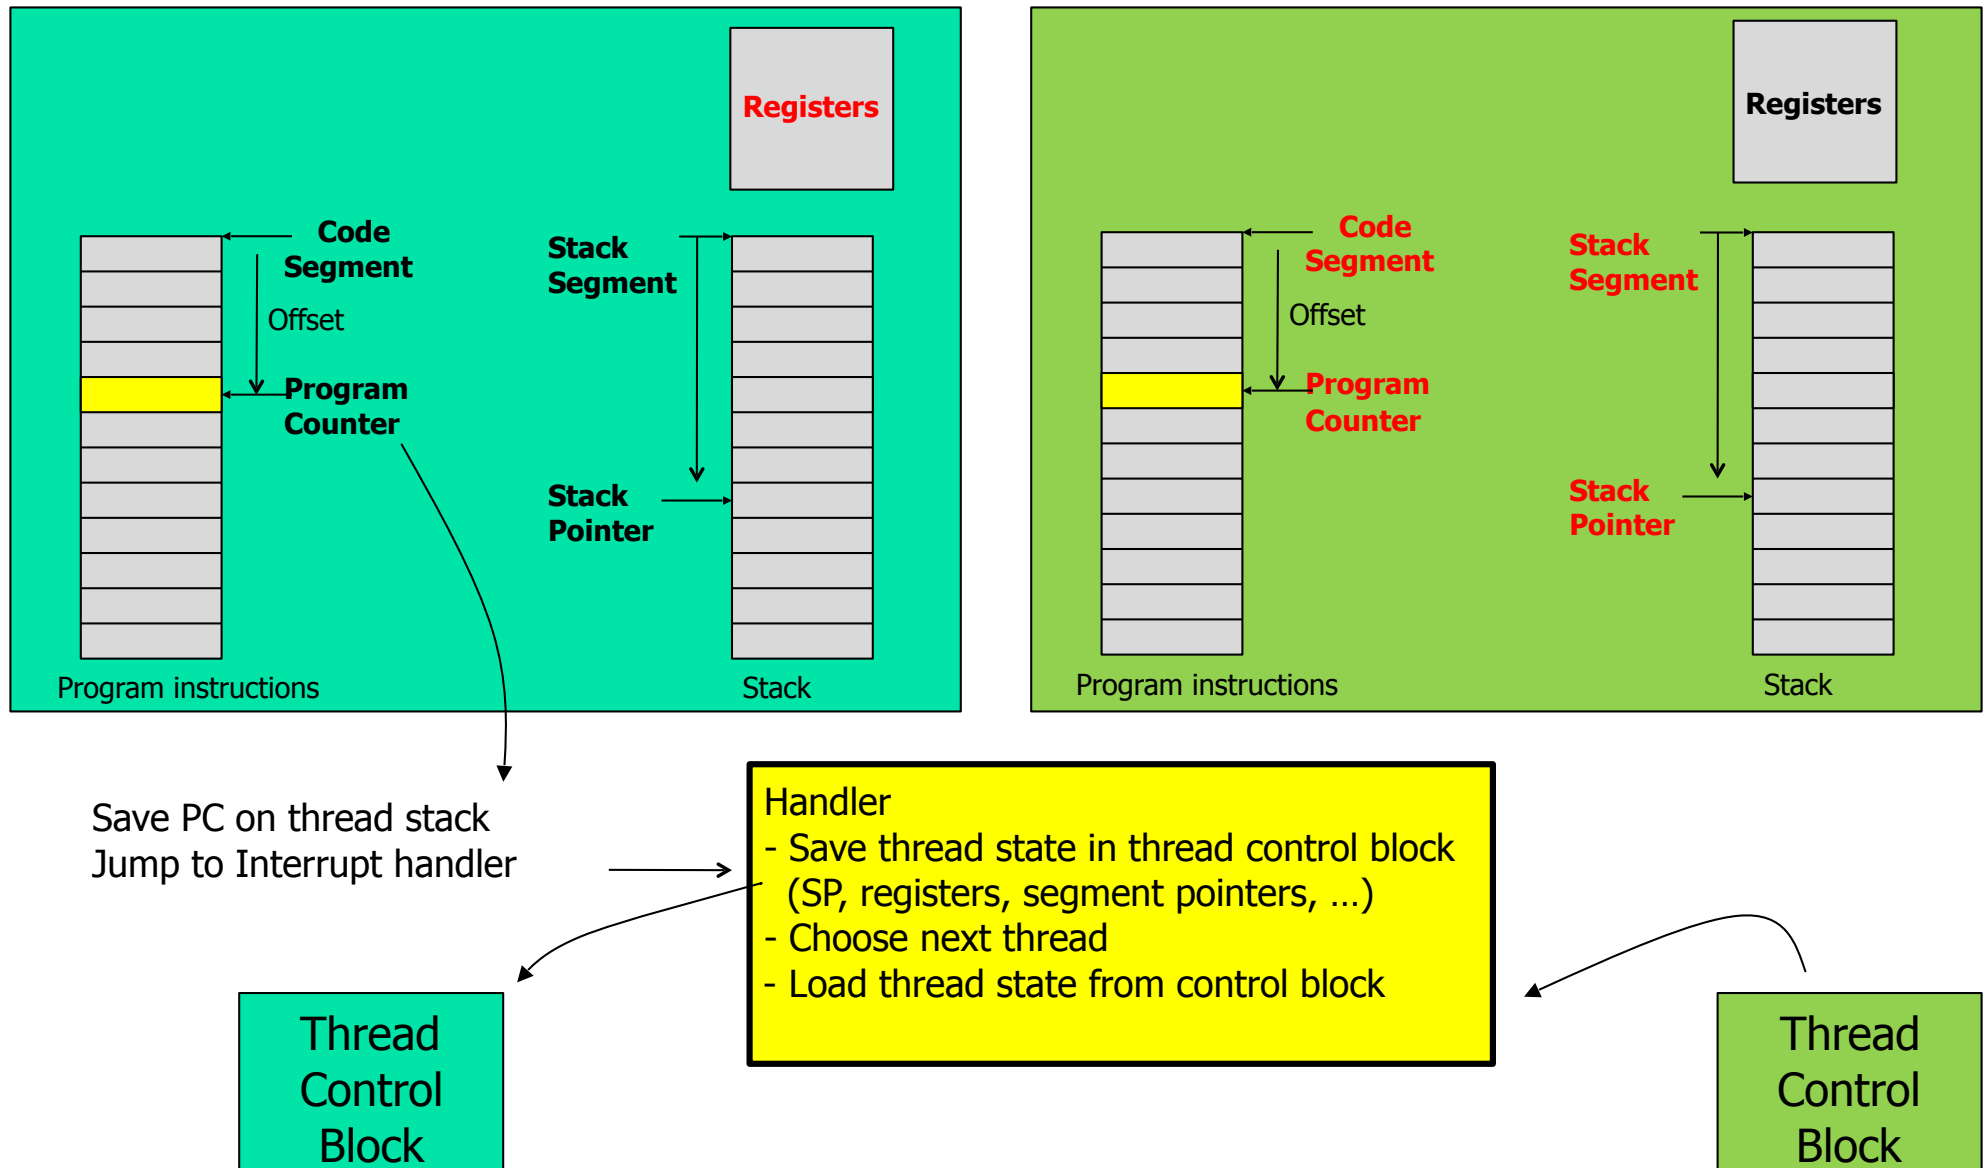 Registers
Code
Segment
Offset
Program
Counter
Stack
Segment
Stack
Pointer
Program instructions
Stack
Registers
Code
Segment
Offset
Program
Counter
Stack
Segment
Stack
Pointer
Program instructions
Stack
Save PC on thread stack
Jump to Interrupt handler
Handler
- Save thread state in thread control block
(SP, registers, segment pointers, ...)
- Choose next thread
- Load thread state from control block
Thread
Control
Block
Thread
Control
Block